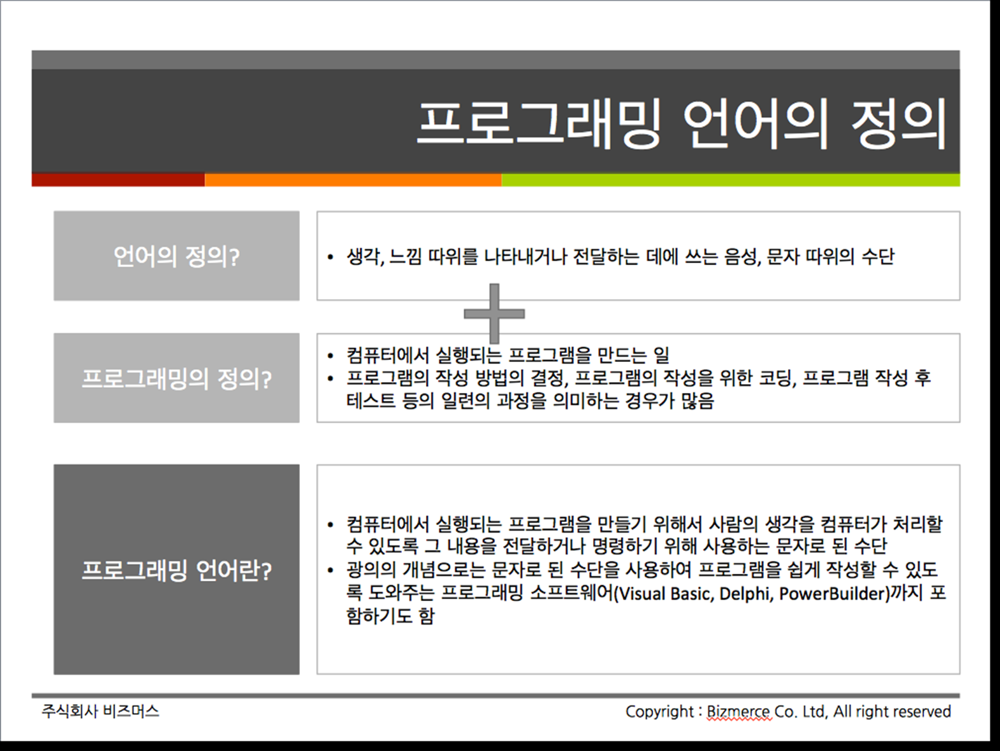 프로그래밍 언어의 정의
언어의 정의?
• 생각, 느낌 따위를 나타내거나 전달하는 데에 쓰는 음성, 문자 따위의 수단
프로그래밍의 정의?
• 컴퓨터에서 실행되는 프로그램을 만드는 일
• 프로그램의 작성 방법의 결정, 프로그램의 작성을 위한 코딩, 프로그램 작성 후
테스트 등의 일련의 과정을 의미하는 경우가 많음
프로그래밍 언어란?
• 컴퓨터에서 실행되는 프로그램을 만들기 위해서 사람의 생각을 컴퓨터가 처리할
수 있도록 그 내용을 전달하거나 명령하기 위해 사용하는 문자로 된 수단
• 광의의 개념으로는 문자로 된 수단을 사용하여 프로그램을 쉽게 작성할 수 있도
록 도와주는 프로그래밍 소프트웨어(Visual Basic, Delphi, PowerBuilder)까지 포
함하기도 함
주식회사 비즈머스
Copyright : Bizmerce Co. Ltd, All right reserved